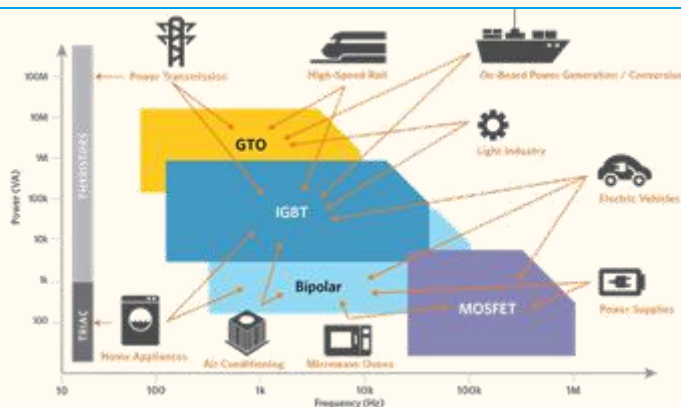 Power Transmission
High-Speed Rail
On-Board Power Generation / Conversion
100M
10M
GTO
Light Industry
1M
THYRISTORS
Power (VA)
100k
IGBT
Electric Vehicles
10k
1k
Bipolar
MOSFET
100
TRIAC
Power Supplies
Home Appliances
Air-Conditioning
Microwave Ovens
10
100
1k
10k
100k
1M
Frequency (Hz)